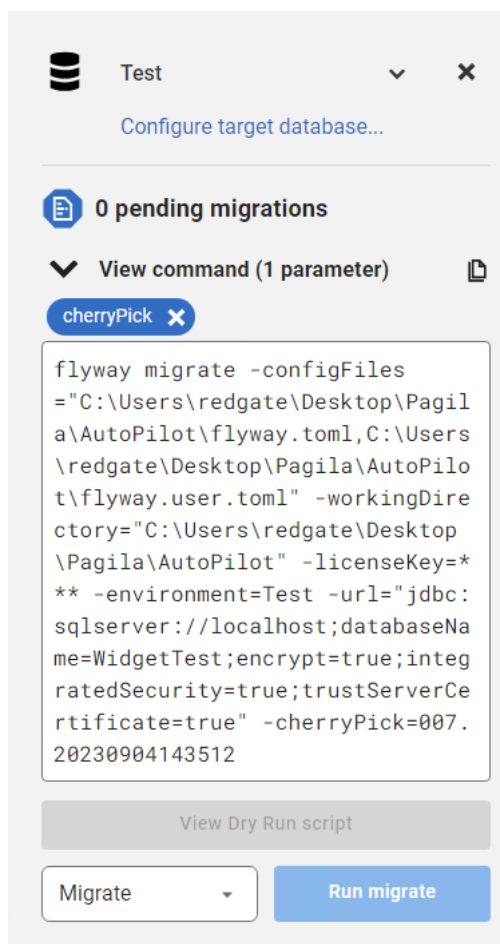 Test
Configure target database...
0 pending migrations
View command (1 parameter)
cherryPick
flyway migrate -configFiles
="C:\Users\redgate\Desktop\Pagil
a\AutoPilot\flyway.toml,C:\Users
\redgate\Desktop\Pagila\AutoPilo
t\flyway.user.toml" -workingDire
ctory="C:\Users\redgate\Desktop
\Pagila\AutoPilot" -licenseKey=*
** -environment=Test -url="jdbc:
sqlserver://localhost;databaseNa
me=WidgetTest;encrypt=true;integ
ratedSecurity=true;trustServerCe
rtificate=true" -cherryPick=007.
20230904143512
View Dry Run script
Migrate
Run migrate